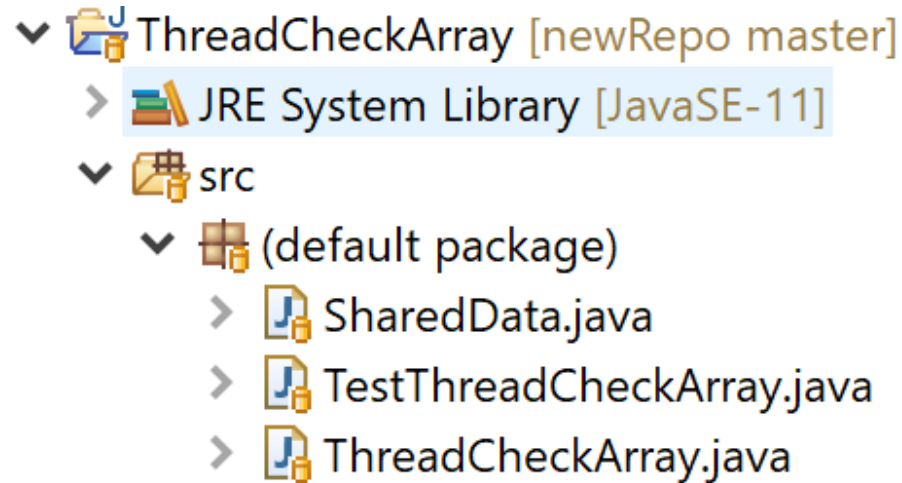 ThreadCheckArray [newRepo master]
JRE System Library [JavaSE-11]
src
(default package)
SharedData.java
TestThreadCheckArray.java
ThreadCheckArray.java